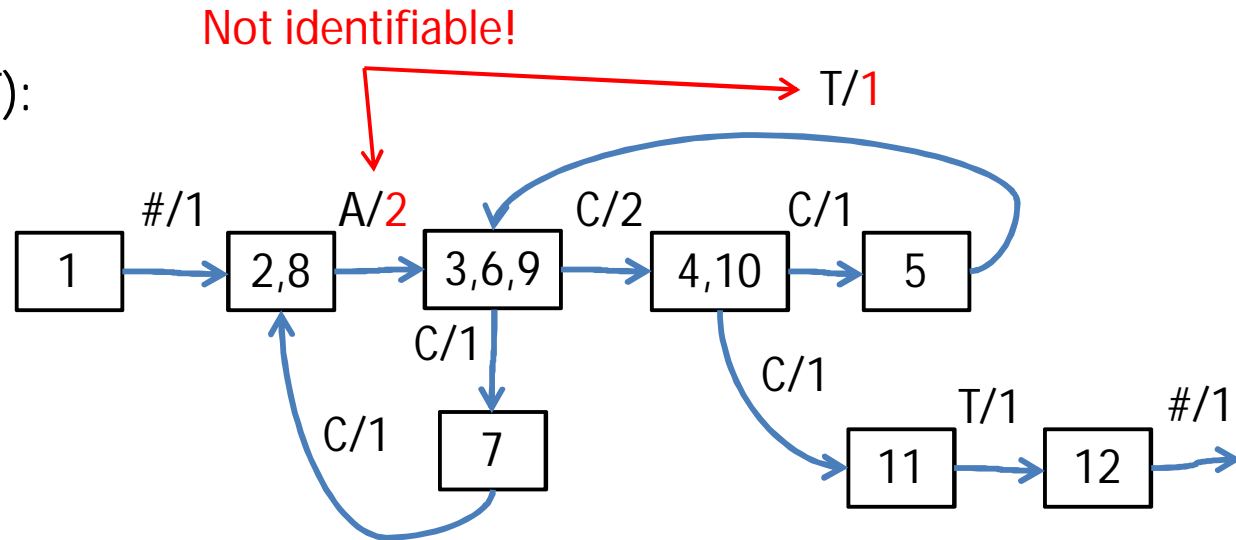 Not identifiable!
):
T/1
#/1
A/2
C/2
C/1
1
2,8
3,6,9
4,10
5
C/1
C/1
C/1
7
T/1
#/1
11
12